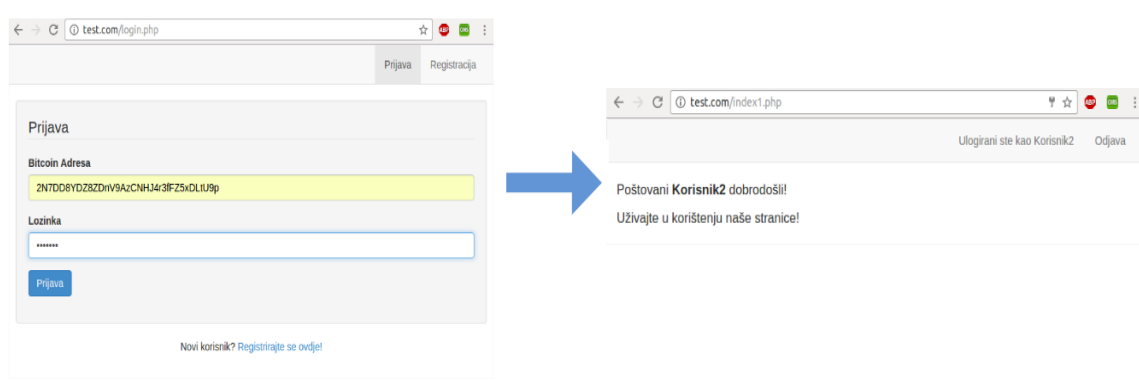 test.com/login.php
Prijava Registracija
Prijava
Bitcoin Adresa
2N7DD8YDZ8ZDnV9AzCNHJ4r3fFZ5xDLtU9p
Lozinka
•••••••
Prijava
Novi korisnik? Registrirajte se ovdje!
test.com/index1.php
Ulogirani ste kao Korisnik2 Odjava
Poštovani Korisnik2 dobrodošli!
Uživajte u korištenju naše stranice!